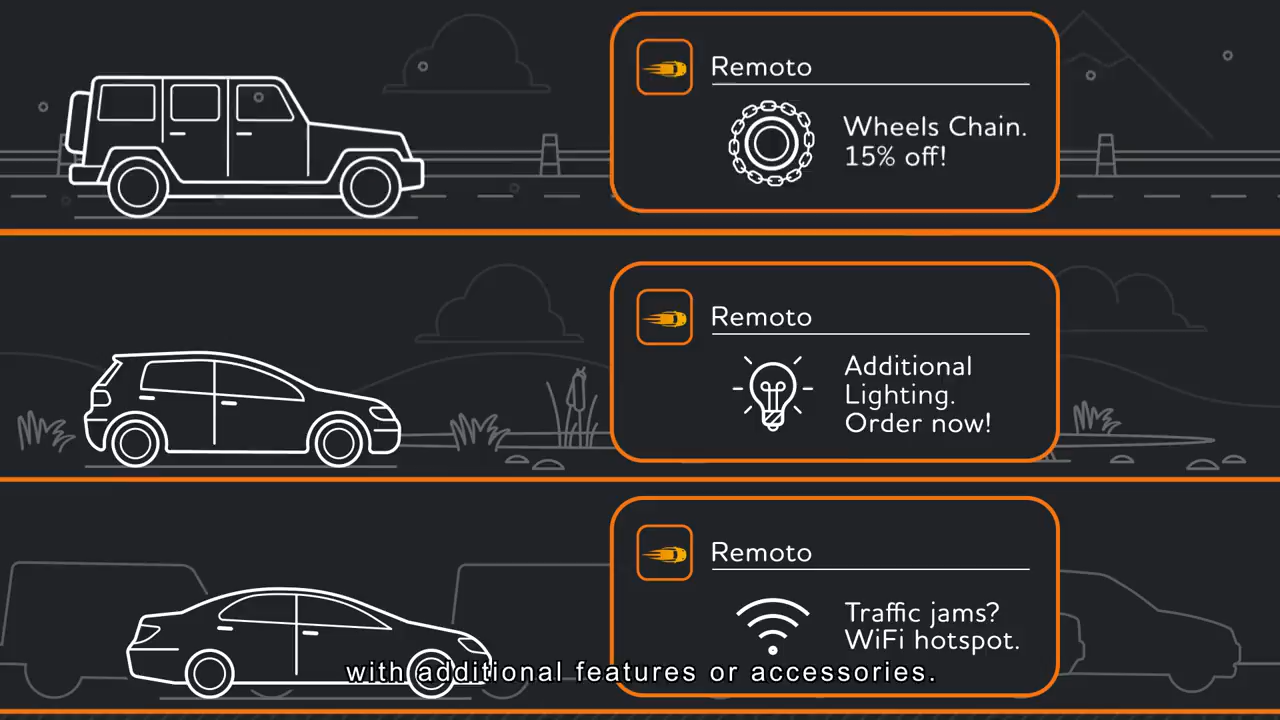 Remoto
Wheels Chain.
15% off!
Remoto
Additional
Lighting.
Order now!
Remoto
Traffic jams?
WiFi hotspot.
with additional features or accessories.